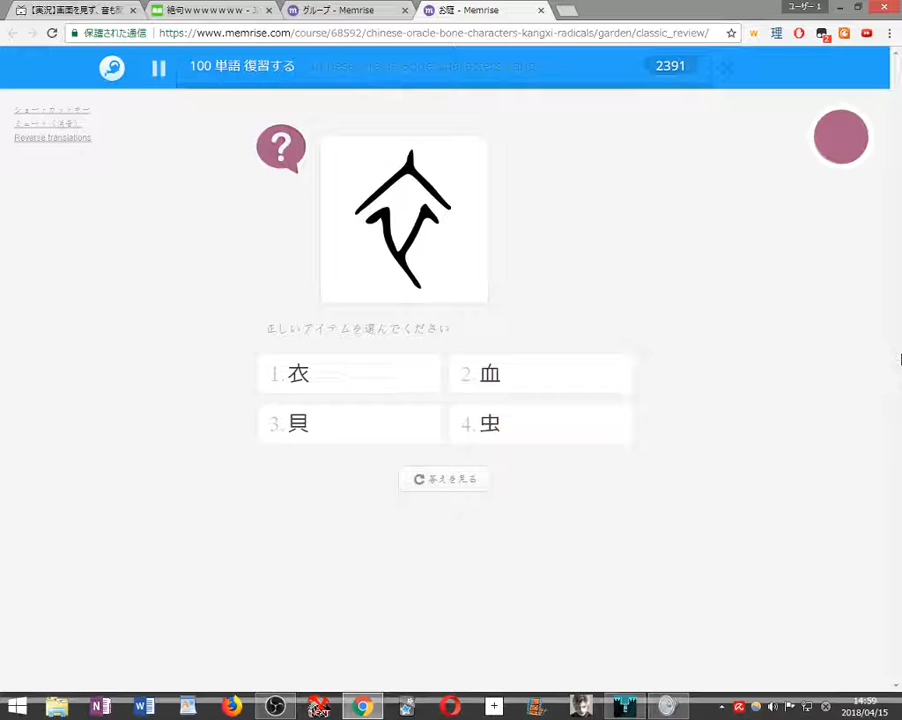 【実況】画面を見ず、音も
絶句ｗｗｗｗｗｗｗ - ユ
グループ - Memrise
お庭 - Memrise
ユーザー 1
保護された通信
https://www.memrise.com/course/68592/chinese-oracle-bone-characters-kangxi-radicals/garden/classic_review/
100 単語 復習する
2391
Reverse translations
?
正しいアイテムを選んでください
1. 衣
2. 血
3. 貝
4. 虫
答えを見る
14:59
2018/04/15